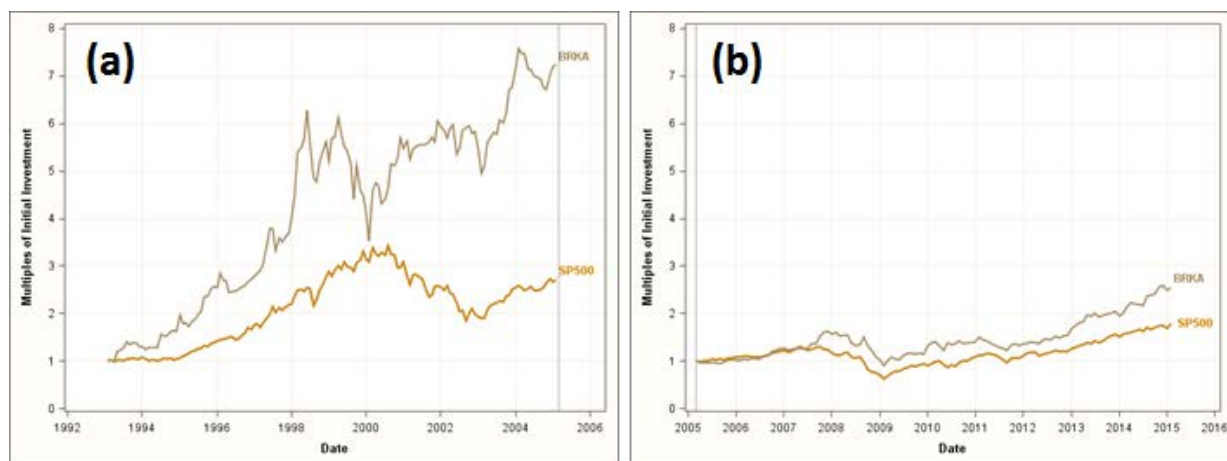 (a)
8
7
6
5
4
3
2
1
0
Multiples of Initial Investment
BRKA
SP500
1992 1994 1996 1998 2000 2002 2004 2006
Date
(b)
8
7
6
5
4
3
2
1
0
Multiples of Initial Investment
BRKA
SP500
2005 2006 2007 2008 2009 2010 2011 2012 2013 2014 2015 2016
Date